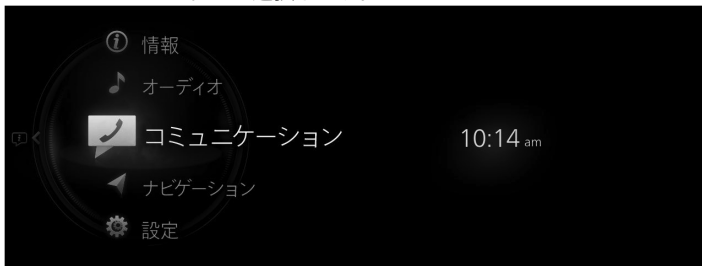 情報
オーディオ
コミュニケーション
10:14 am
ナビゲーション
設定